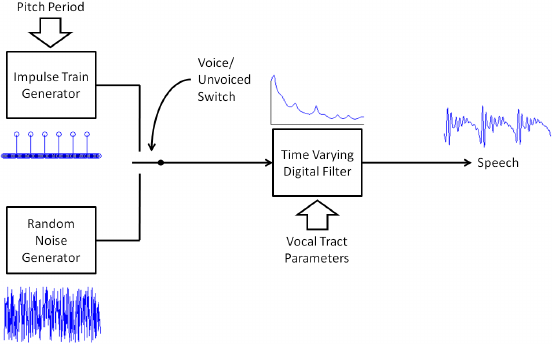 Pitch Period
Impulse Train
Generator
Voice/
Unvoiced
Switch
Time Varying
Digital Filter
Speech
Random
Noise
Generator
Vocal Tract
Parameters